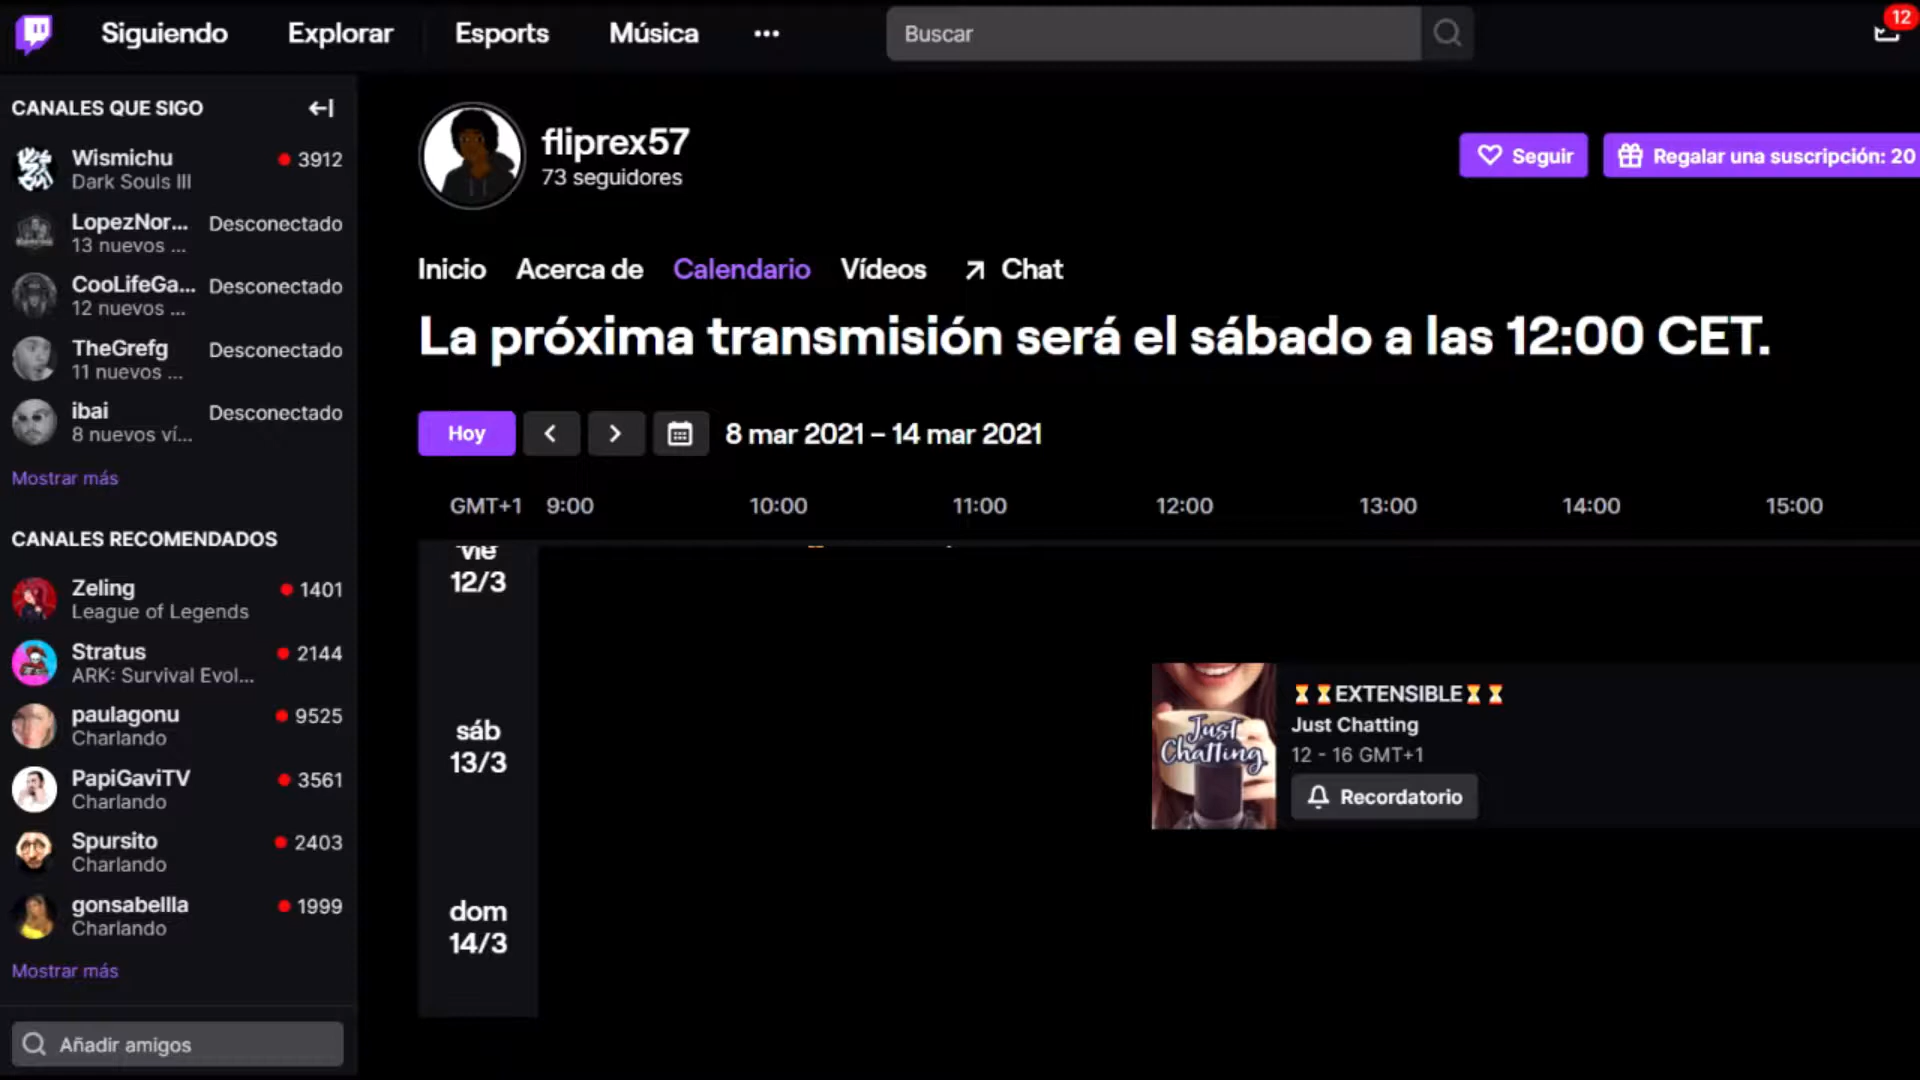 Siguiendo
Explorar
Esports
Música
Buscar
12
CANALES QUE SIGO
Wismichu
3912
Dark Souls III
LopezNor...
Desconectado
13 nuevos ...
CooLifeGa...
Desconectado
12 nuevos ...
TheGrefg
Desconectado
11 nuevos ...
ibai
Desconectado
8 nuevos ví...
Mostrar más
CANALES RECOMENDADOS
Zeling
1401
League of Legends
Stratus
2144
ARK: Survival Evol...
paulagonu
9525
Charlando
PapiGaviTV
3561
Charlando
Spursito
2403
Charlando
gonsabellla
1999
Charlando
Mostrar más
Añadir amigos
fliprex57
73 seguidores
Seguir
Regalar una suscripción: 20
Inicio
Acerca de
Calendario
Vídeos
Chat
La próxima transmisión será el sábado a las 12:00 CET.
Hoy
8 mar 2021 – 14 mar 2021
GMT+1
9:00
10:00
11:00
12:00
13:00
14:00
15:00
vie
12/3
sáb
13/3
dom
14/3
Just
Chatting
⏳⏳EXTENSIBLE⏳⏳
Just Chatting
12 - 16 GMT+1
Recordatorio